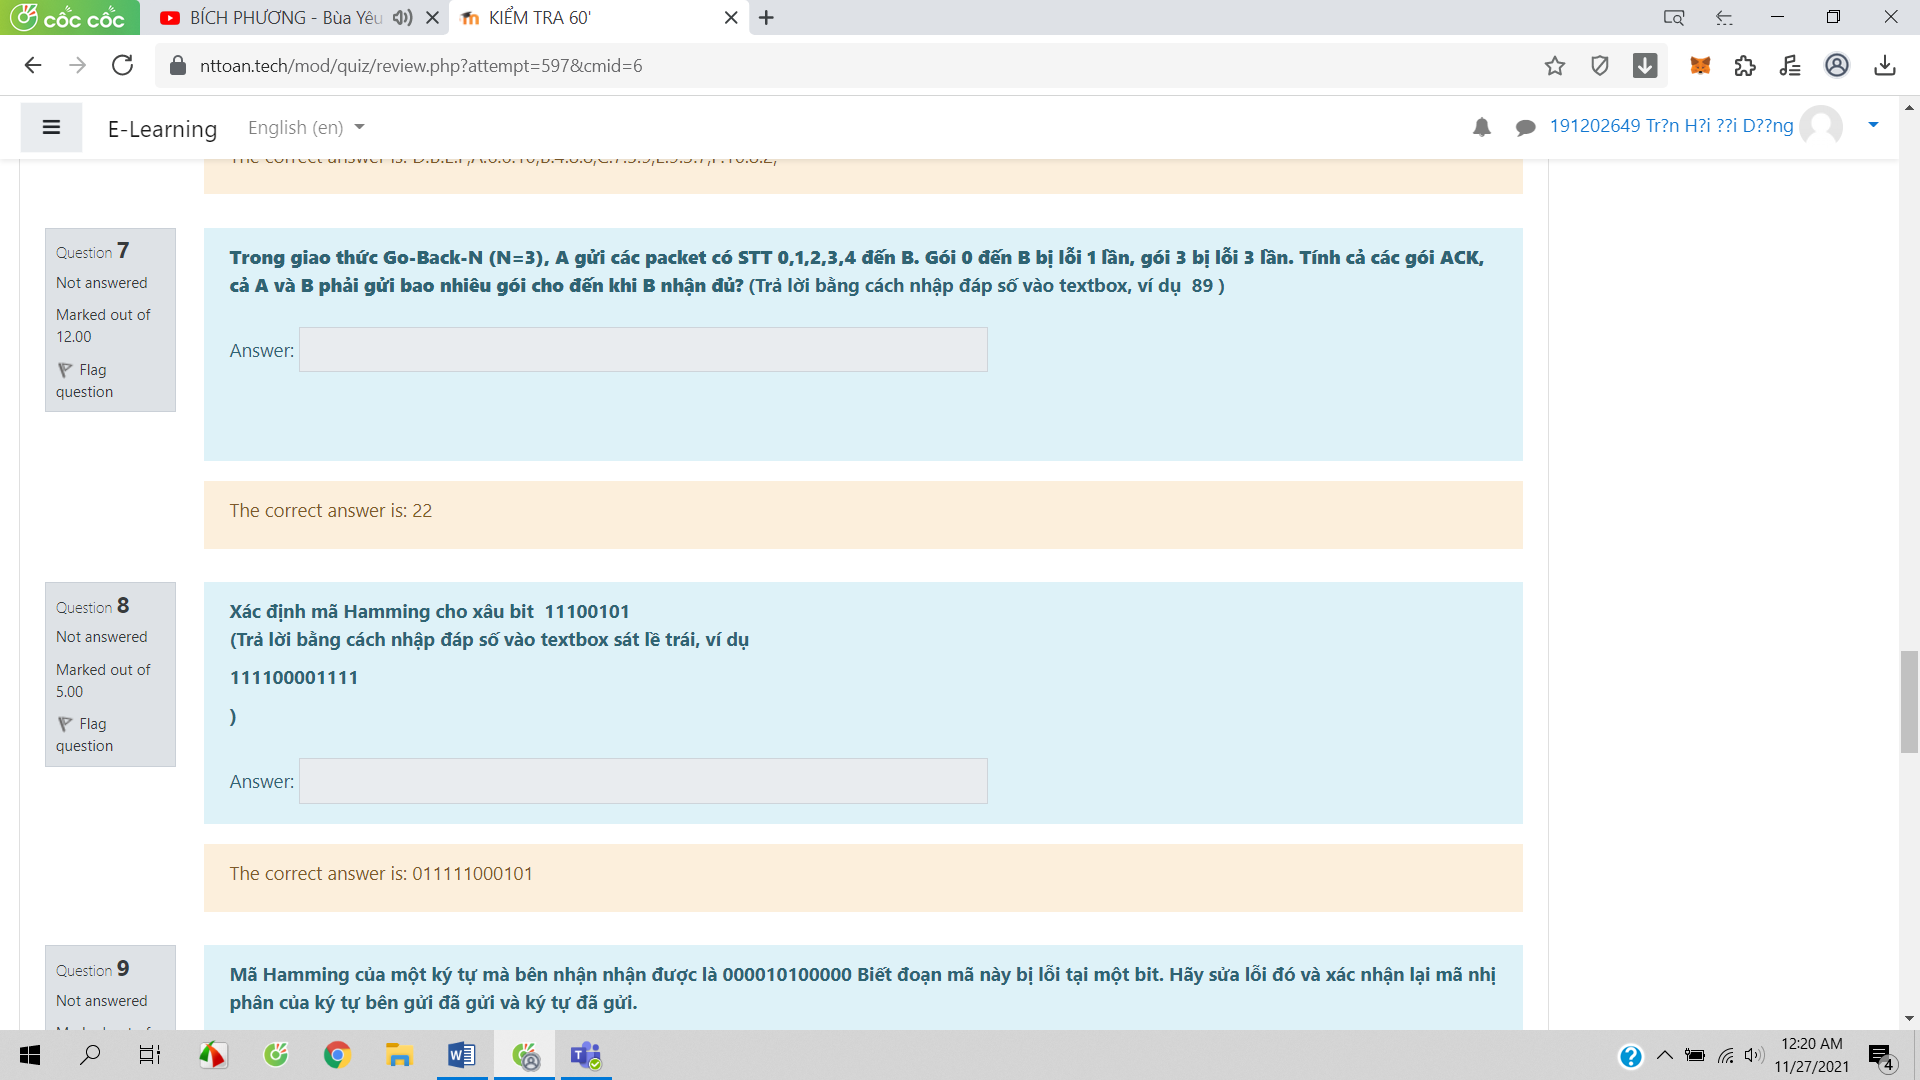 cốc cốc
BÍCH PHƯƠNG - Bùa Yêu
KIỂM TRA 60'
nttoan.tech/mod/quiz/review.php?attempt=597&cmid=6
E-Learning
English (en)
191202649 Tr?n H?i ??i D??ng
The correct answer is:
Question 7
Not answered
Marked out of
12.00
Flag
question
Trong giao thức Go-Back-N (N=3), A gửi các packet có STT 0,1,2,3,4 đến B. Gói 0 đến B bị lỗi 1 lần, gói 3 bị lỗi 3 lần. Tính cả các gói ACK,
cả A và B phải gửi bao nhiêu gói cho đến khi B nhận đủ? (Trả lời bằng cách nhập đáp số vào textbox, ví dụ 89 )
Answer:
The correct answer is: 22
Question 8
Not answered
Marked out of
5.00
Flag
question
Xác định mã Hamming cho xâu bit 11100101
(Trả lời bằng cách nhập đáp số vào textbox sát lề trái, ví dụ
111100001111
)
Answer:
The correct answer is: 011111000101
Question 9
Not answered
Mã Hamming của một ký tự mà bên nhận nhận được là 000010100000 Biết đoạn mã này bị lỗi tại một bit. Hãy sửa lỗi đó và xác nhận lại mã nhị
phân của ký tự bên gửi đã gửi và ký tự đã gửi.
12:20 AM
11/27/2021
4